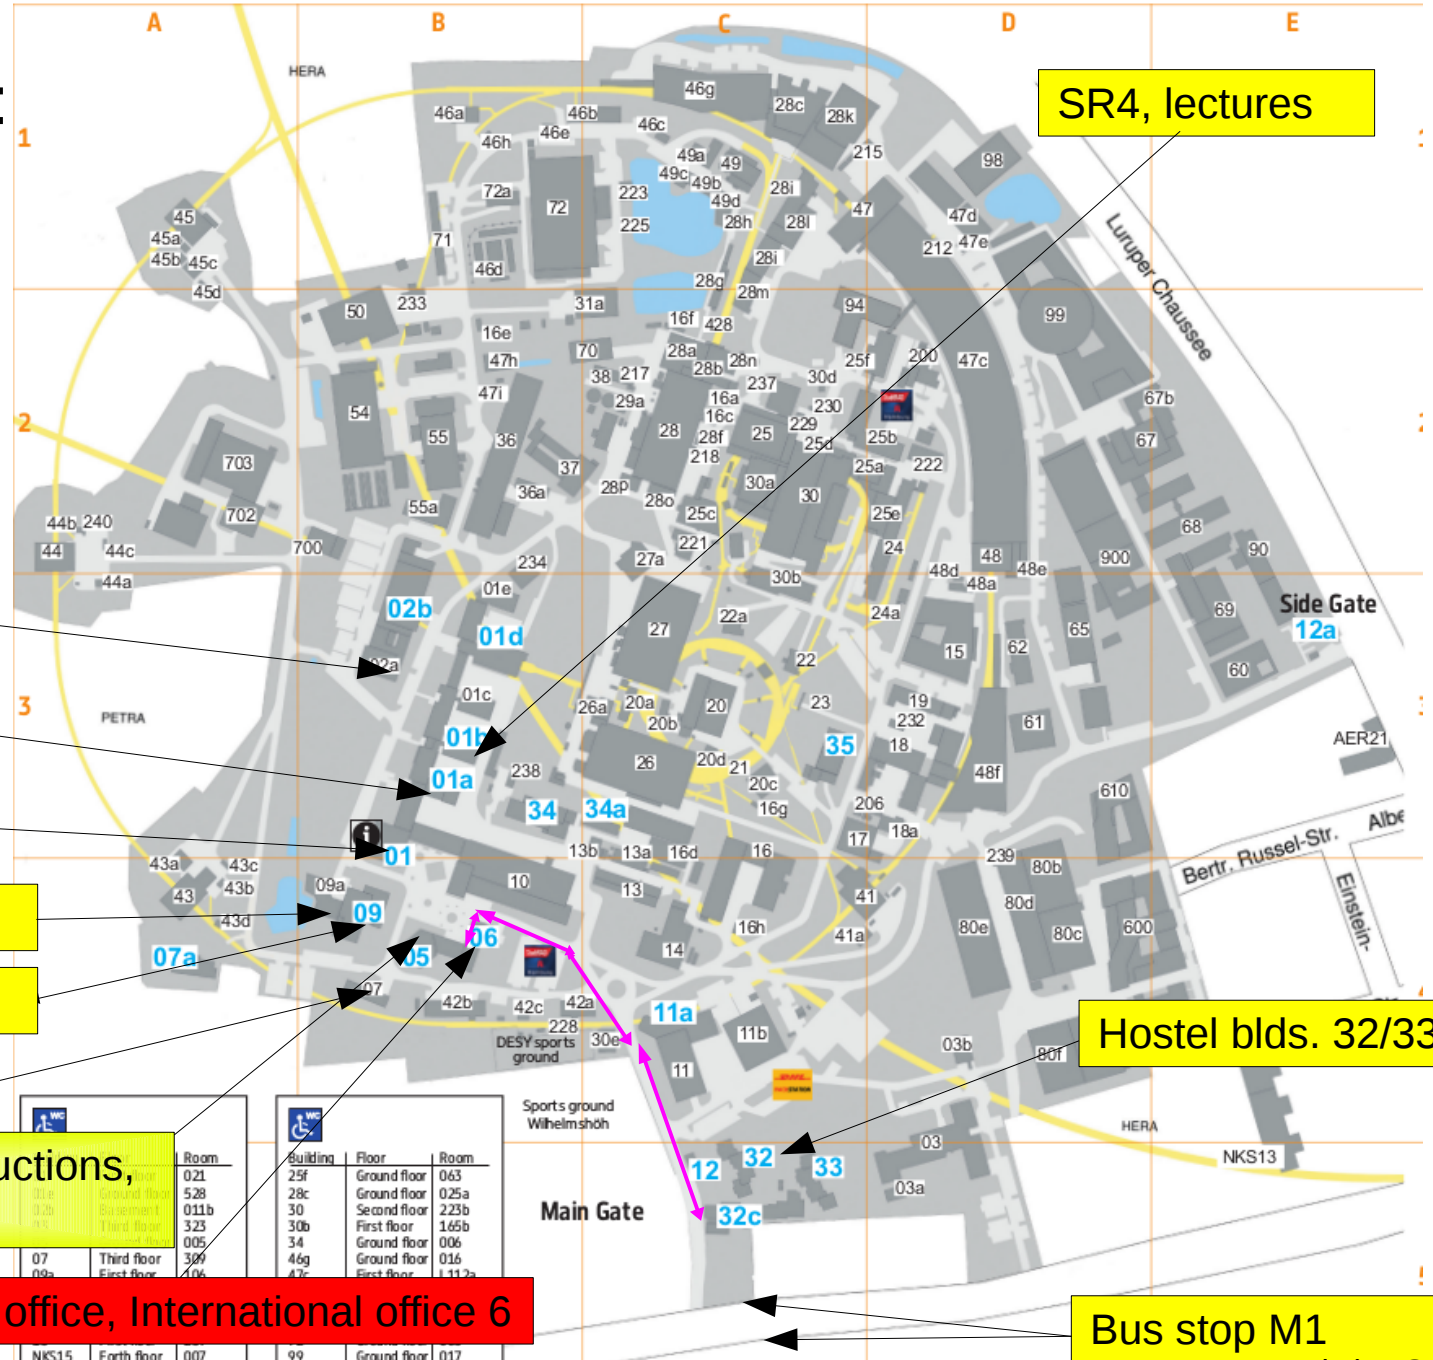 A B C D E
HERA
SR4, lectures
1
46g
28c
28k
46a
46b
46c
46e
46h
215
98
49a
49
49c
49b
49d
72a
72
223
225
28i
28l
28h
47
47d
47e
212
45
45a
45b
45c
45d
71
46d
28i
28g
28m
Luruper Chaussee
50
233
31a
94
99
16e
16f
428
70
47h
28a
28b
28n
25f
200
47c
38
217
237
30d
47i
29a
16a
16c
230
67b
2
54
55
36
28
28f
25
229
25d
25b
67
218
703
37
25a
222
55a
36a
28p
28o
30a
30
702
25c
25e
68
44b
240
44
44c
700
221
24
48
900
90
234
27a
48d
48e
44a
01e
30b
48a
02b
22a
24a
69
Side Gate
12a
01d
27
15
62
65
22
60
02a
01c
26a
20a
20
23
19
3
PETRA
20b
232
61
01b
35
18
AER21
01a
238
26
20d
21
20c
48f
34
34a
16g
206
610
18a
17
Albe
01
13b
13a
16d
16
239
80b
Bertr. Russel-Str.
43a
43c
43
43b
09a
10
13
41
80d
Einstein-
09
43d
16h
80e
80c
600
06
41a
07a
05
14
07
42b
42c
42a
11a
228
11b
DESY sports
ground
30e
03b
80f
Hostel blds. 32/33
11
Sports ground
Wilhelmshöh
HERA
03
NKS13
32
12
33
03a
Main Gate
32c
WC
WC
Room
021
528
011b
323
005
07 Third floor 309
09a First floor 106
NKS15 Forth floor 007
Building Floor Room
25f Ground floor 063
28c Ground floor 025a
30 Second floor 223b
30b First floor 165b
34 Ground floor 006
46g Ground floor 016
47c First floor L112a
99 Ground floor 017
uctions,
office, International office 6
Bus stop M1